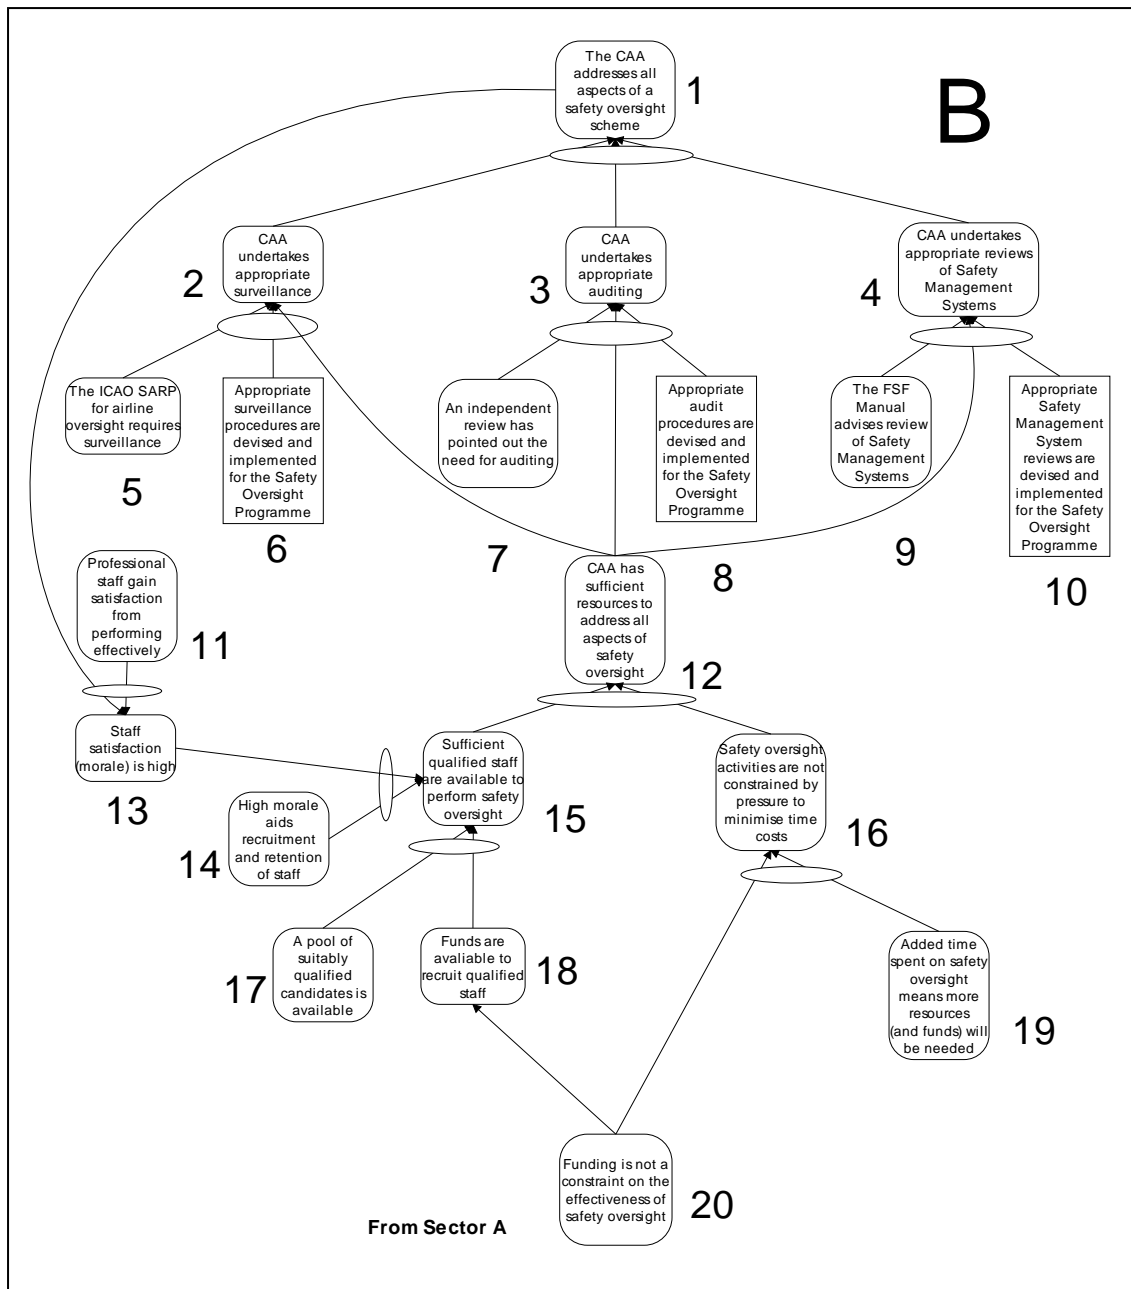 The CAA
addresses all
aspects of a
safety oversight
scheme
1
B
CAA
undertakes
appropriate
surveillance
2
CAA
undertakes
appropriate
auditing
3
CAA undertakes
appropriate reviews
of Safety
Management
Systems
4
The ICAO SARP
for airline
oversight requires
surveillance
5
Appropriate
surveillance
procedures are
devised and
implemented
for the Safety
Oversight
Programme
6
An independent
review has
pointed out the
need for auditing
7
Appropriate
audit
procedures are
devised and
implemented
for the Safety
Oversight
Programme
8
The FSF
Manual
advises review
of Safety
Management
Systems
9
Appropriate
Safety
Management
System
reviews are
devised and
implemented
for the Safety
Oversight
Programme
10
Professional
staff gain
satisfaction
from
performing
effectively
11
CAA has
sufficient
resources to
address all
aspects of
safety
oversight
12
Staff
satisfaction
(morale) is high
13
High morale
aids
recruitment
and retention
of staff
14
Sufficient
qualified staff
are available to
perform safety
oversight
15
Safety oversight
activities are not
constrained by
pressure to
minimise time
costs
16
A pool of
suitably
qualified
candidates is
available
17
Funds are
avaliable to
recruit qualified
staff
18
Added time
spent on safety
oversight
means more
resources
(and funds) will
be needed
19
Funding is not a
constraint on the
effectiveness of
safety oversight
20
From Sector A